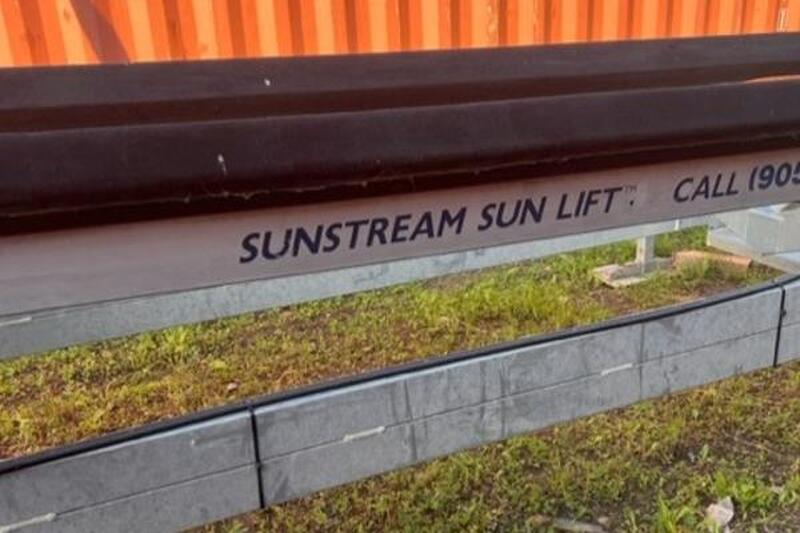 SUNSTREAM SUN LIFT™. CALL (905